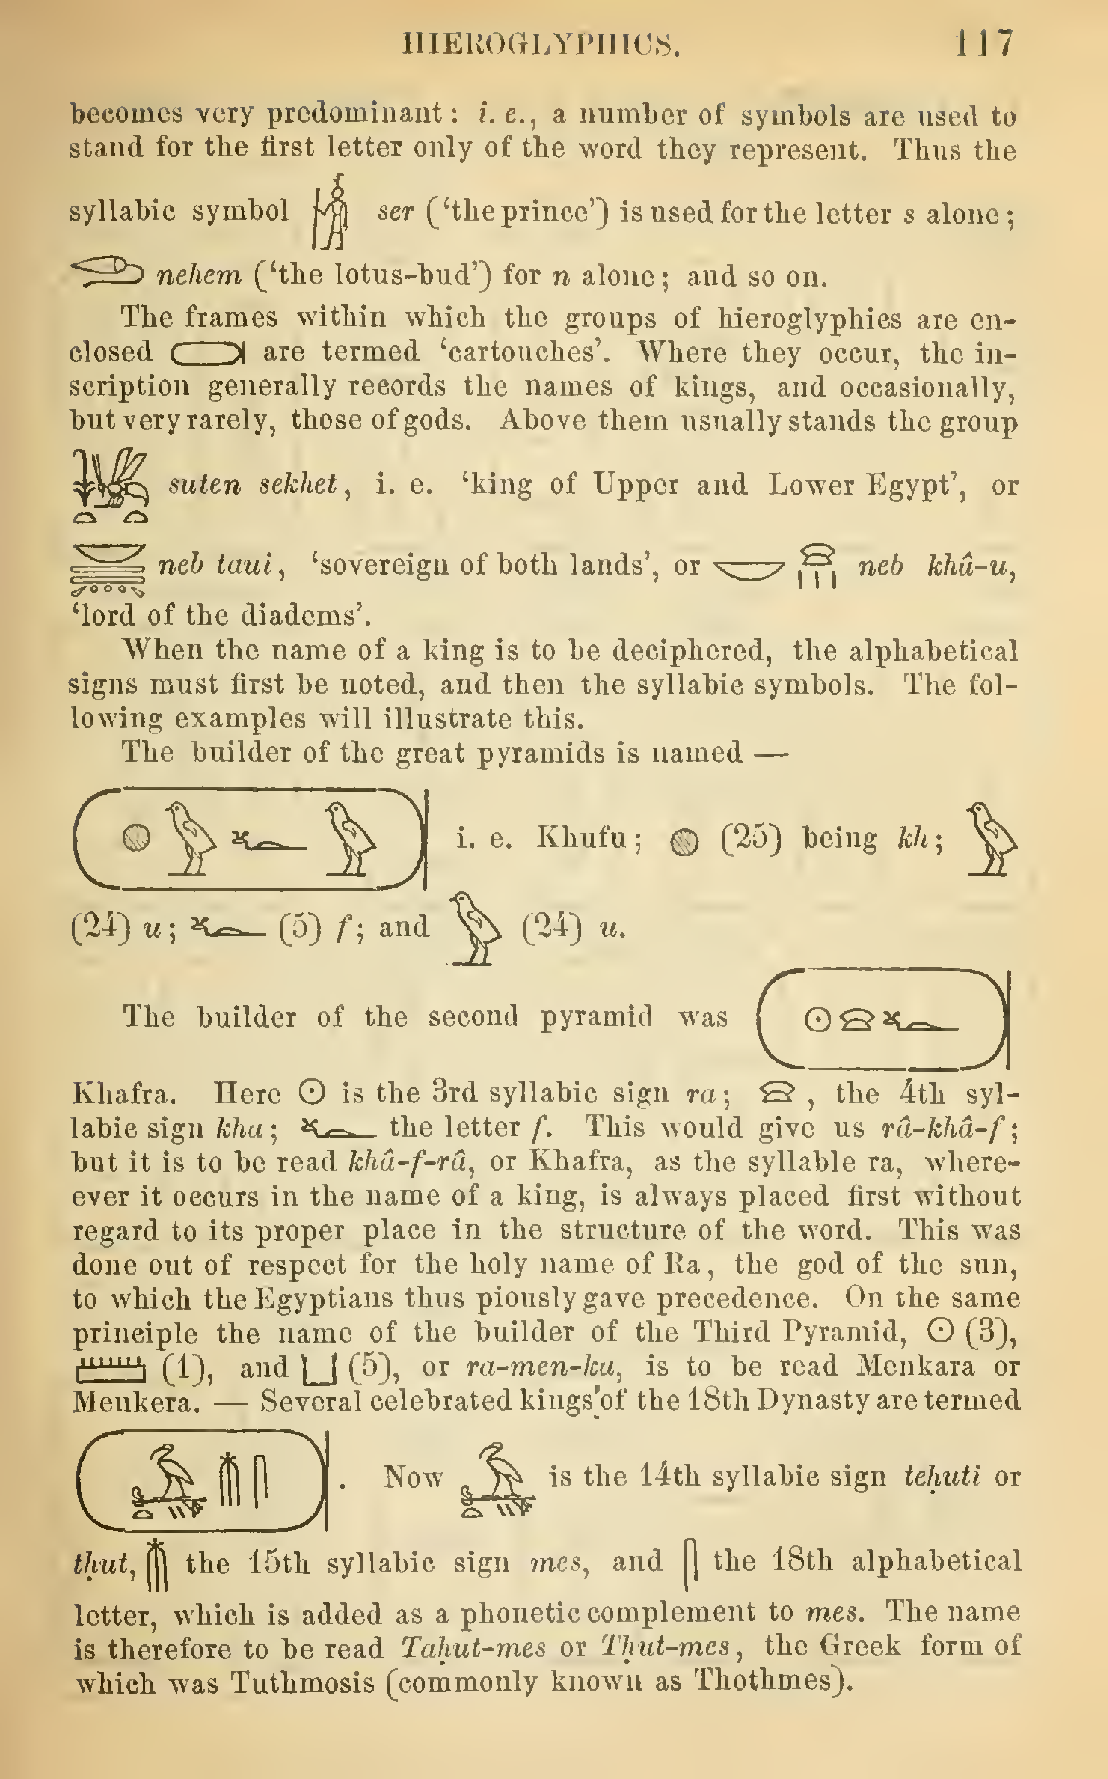 HIEROGLYPHICS. 117
becomes very predominant: i. e., a number of symbols are used to
stand for the first letter only of the word they represent. Thus the
syllabic symbol ser (‘the prince’) is used for the letter s alone;
nehem (‘the lotus-bud’) for n alone; and so on.
The frames within which the groups of hieroglyphics are en-
closed are termed ‘cartouches’. Where they occur, the in-
scription generally records the names of kings, and occasionally,
but very rarely, those of gods. Above them usually stands the group
suten sekhet, i. e. ‘king of Upper and Lower Egypt’, or
neb taui, ‘sovereign of both lands’, or neb khâ-u,
‘lord of the diadems’.
When the name of a king is to be deciphered, the alphabetical
signs must first be noted, and then the syllabic symbols. The fol-
lowing examples will illustrate this.
The builder of the great pyramids is named —
i. e. Khufu; (25) being kh;
(24) u; (5) f; and (24) u.
The builder of the second pyramid was
Khafra. Here is the 3rd syllabic sign ra; , the 4th syl-
labic sign kha; the letter f. This would give us râ-khâ-f;
but it is to be read khâ-f-râ, or Khafra, as the syllable ra, where-
ever it occurs in the name of a king, is always placed first without
regard to its proper place in the structure of the word. This was
done out of respect for the holy name of Ra, the god of the sun,
to which the Egyptians thus piously gave precedence. On the same
principle the name of the builder of the Third Pyramid, (3),
(1), and (5), or ra-men-ka, is to be read Menkara or
Menkera. — Several celebrated kings of the 18th Dynasty are termed
. Now is the 14th syllabic sign teḥuti or
tḥut, the 15th syllabic sign mes, and the 18th alphabetical
letter, which is added as a phonetic complement to mes. The name
is therefore to be read Taḥut-mes or Tḥut-mes, the Greek form of
which was Tuthmosis (commonly known as Thothmes).